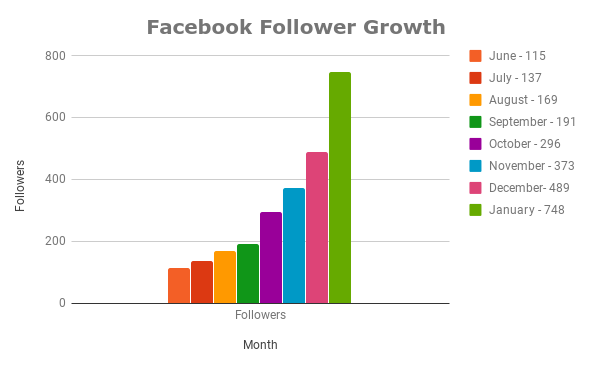 Facebook Follower Growth
800
600
400
200
0
Followers
Followers
Month
June - 115
July - 137
August - 169
September - 191
October - 296
November - 373
December- 489
January - 748